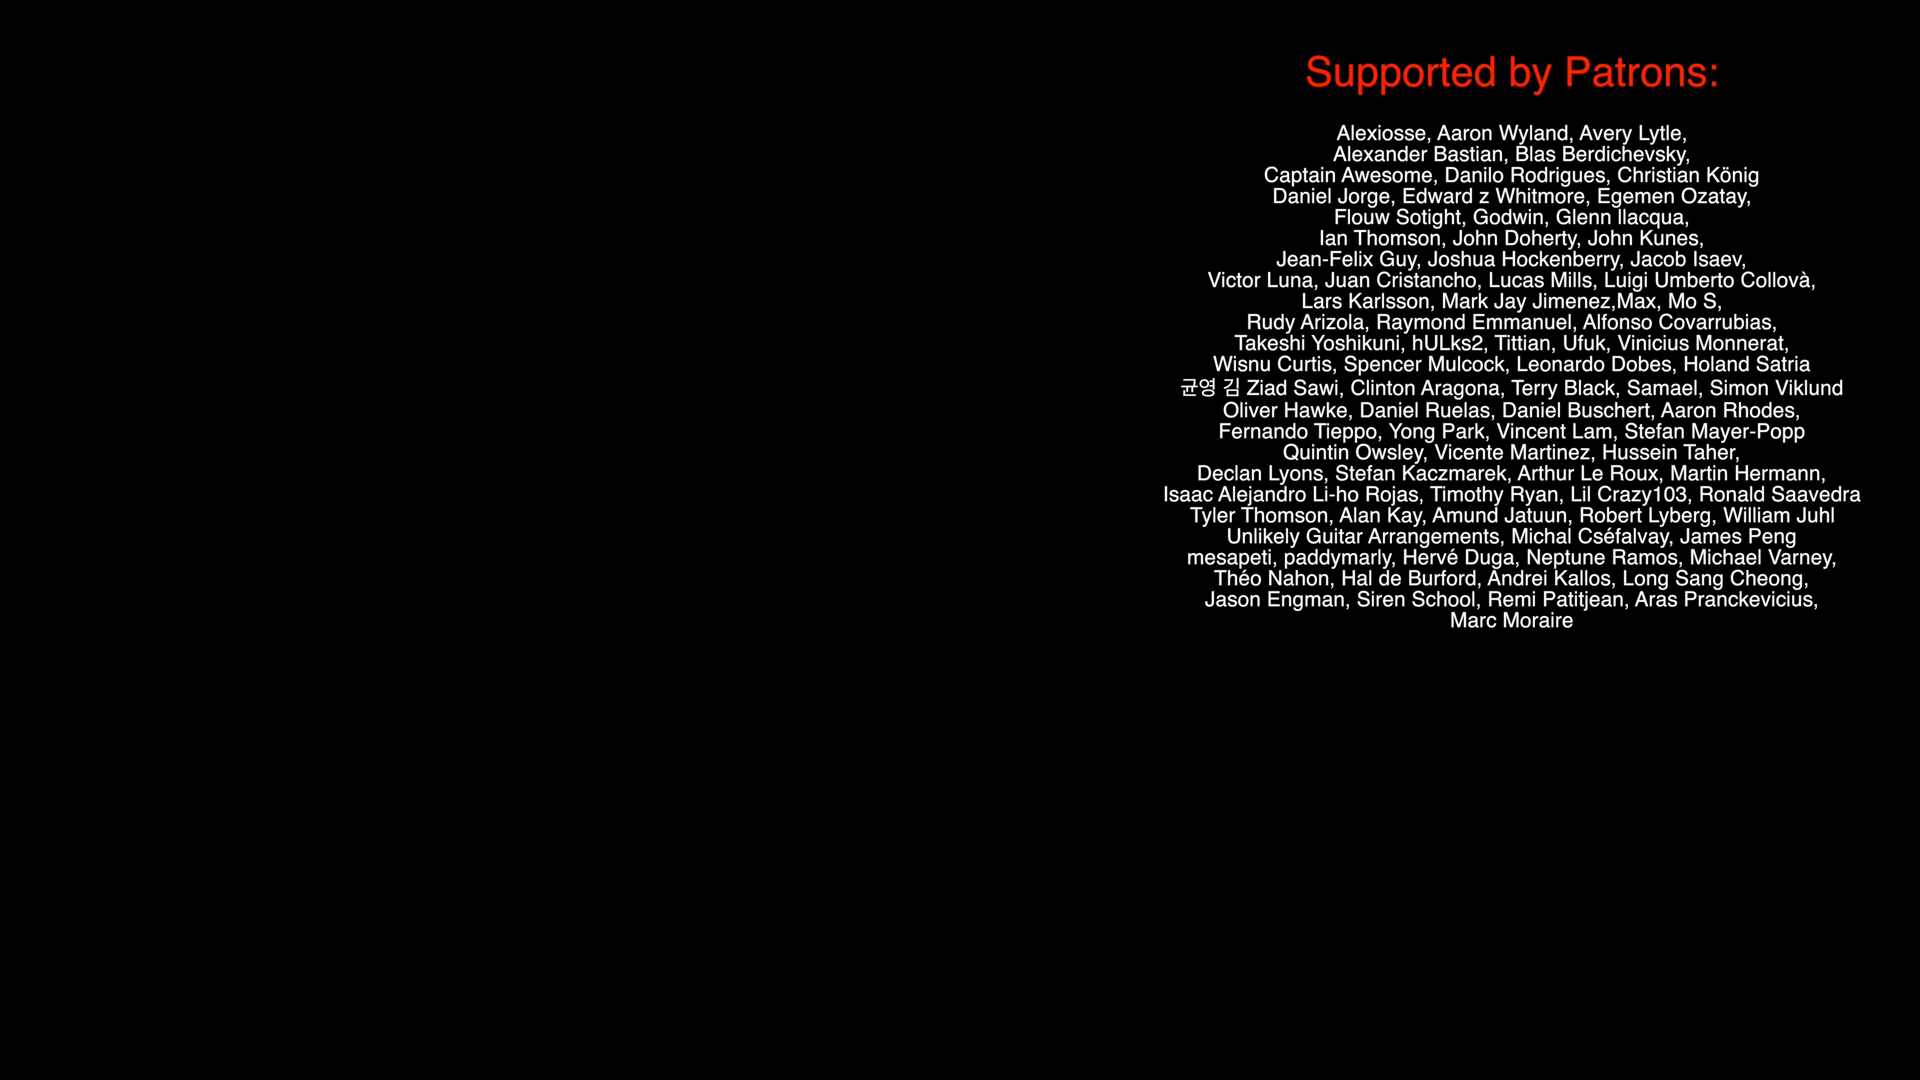 Supported by Patrons:
Alexiosse, Aaron Wyland, Avery Lytle,
Alexander Bastian, Blas Berdichevsky,
Captain Awesome, Danilo Rodrigues, Christian König
Daniel Jorge, Edward z Whitmore, Egemen Ozatay,
Flouw Sotight, Godwin, Glenn llacqua,
Ian Thomson, John Doherty, John Kunes,
Jean-Felix Guy, Joshua Hockenberry, Jacob Isaev,
Victor Luna, Juan Cristancho, Lucas Mills, Luigi Umberto Collovà,
Lars Karlsson, Mark Jay Jimenez,Max, Mo S,
Rudy Arizola, Raymond Emmanuel, Alfonso Covarrubias,
Takeshi Yoshikuni, hULks2, Tittian, Ufuk, Vinicius Monnerat,
Wisnu Curtis, Spencer Mulcock, Leonardo Dobes, Holand Satria
균영 김 Ziad Sawi, Clinton Aragona, Terry Black, Samael, Simon Viklund
Oliver Hawke, Daniel Ruelas, Daniel Buschert, Aaron Rhodes,
Fernando Tieppo, Yong Park, Vincent Lam, Stefan Mayer-Popp
Quintin Owsley, Vicente Martinez, Hussein Taher,
Declan Lyons, Stefan Kaczmarek, Arthur Le Roux, Martin Hermann,
Isaac Alejandro Li-ho Rojas, Timothy Ryan, Lil Crazy103, Ronald Saavedra
Tyler Thomson, Alan Kay, Amund Jatuun, Robert Lyberg, William Juhl
Unlikely Guitar Arrangements, Michal Cséfalvay, James Peng
mesapeti, paddymarly, Hervé Duga, Neptune Ramos, Michael Varney,
Théo Nahon, Hal de Burford, Andrei Kallos, Long Sang Cheong,
Jason Engman, Siren School, Remi Patitjean, Aras Pranckevicius,
Marc Moraire